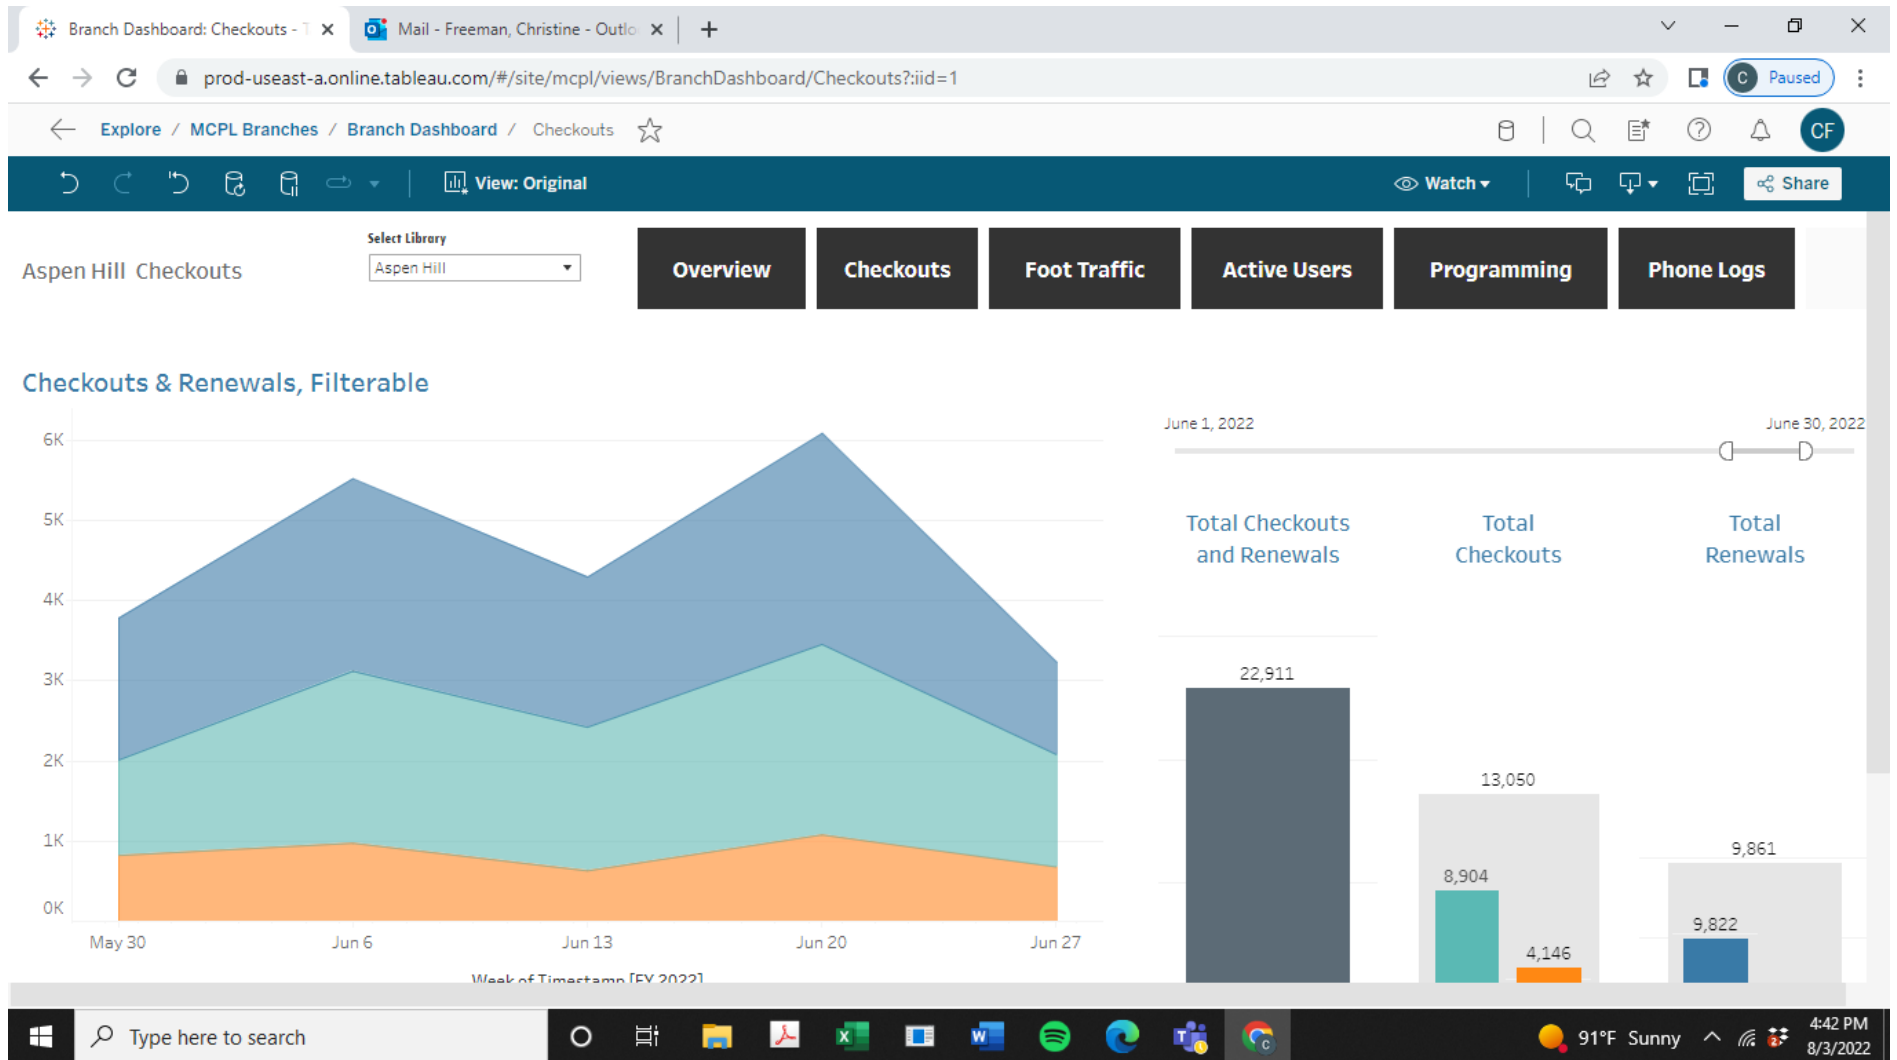 Branch Dashboard: Checkouts - T
Mail - Freeman, Christine - Outlo
prod-useast-a.online.tableau.com/#/site/mcpl/views/BranchDashboard/Checkouts?:iid=1
C Paused
Explore / MCPL Branches / Branch Dashboard / Checkouts
CF
View: Original
Watch
Share
Aspen Hill Checkouts
Select Library
Aspen Hill
Overview
Checkouts
Foot Traffic
Active Users
Programming
Phone Logs
Checkouts & Renewals, Filterable
6K
5K
4K
3K
2K
1K
0K
May 30
Jun 6
Jun 13
Jun 20
Jun 27
Week of Timestamp [FY 2022]
June 1, 2022
June 30, 2022
Total Checkouts
and Renewals
Total
Checkouts
Total
Renewals
22,911
13,050
8,904
4,146
9,861
9,822
Type here to search
91°F Sunny
4:42 PM
8/3/2022